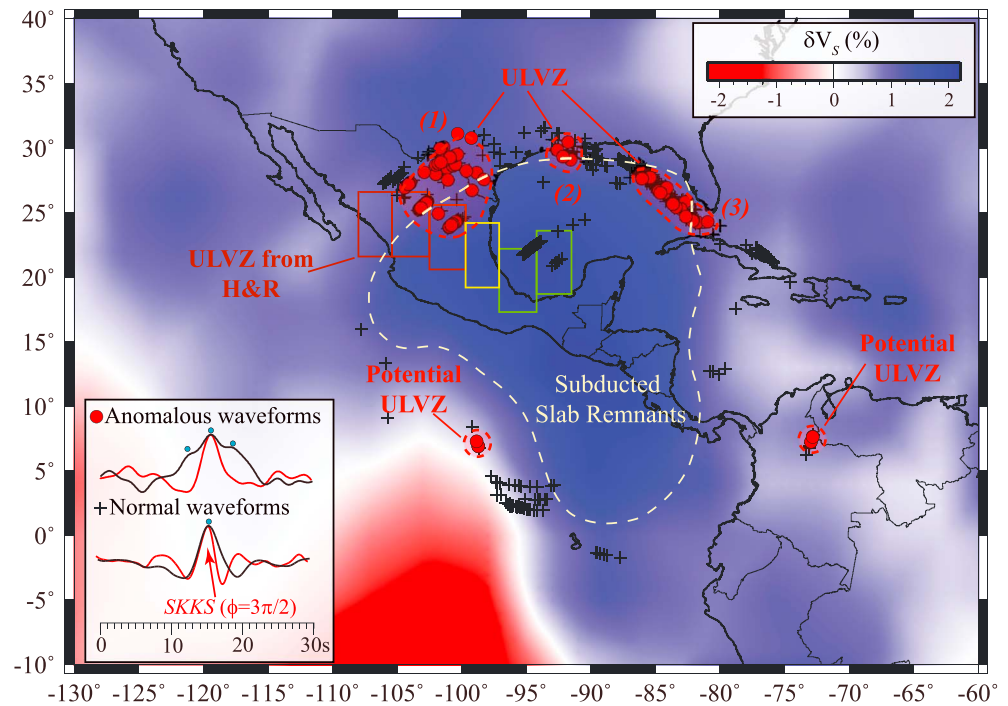 40°
35°
30°
25°
20°
15°
10°
5°
0°
-5°
-10°
δVS (%)
-2 -1 0 1 2
ULVZ
(1)
(2)
(3)
ULVZ from
H&R
Potential
ULVZ
Potential
ULVZ
Subducted
Slab Remnants
Anomalous waveforms
Normal waveforms
SKKS (ϕ=3π/2)
0 10 20 30s
-130 -125° -120° -115° -110° -105° -100° -95° -90° -85° -80° -75° -70° -65° -60°